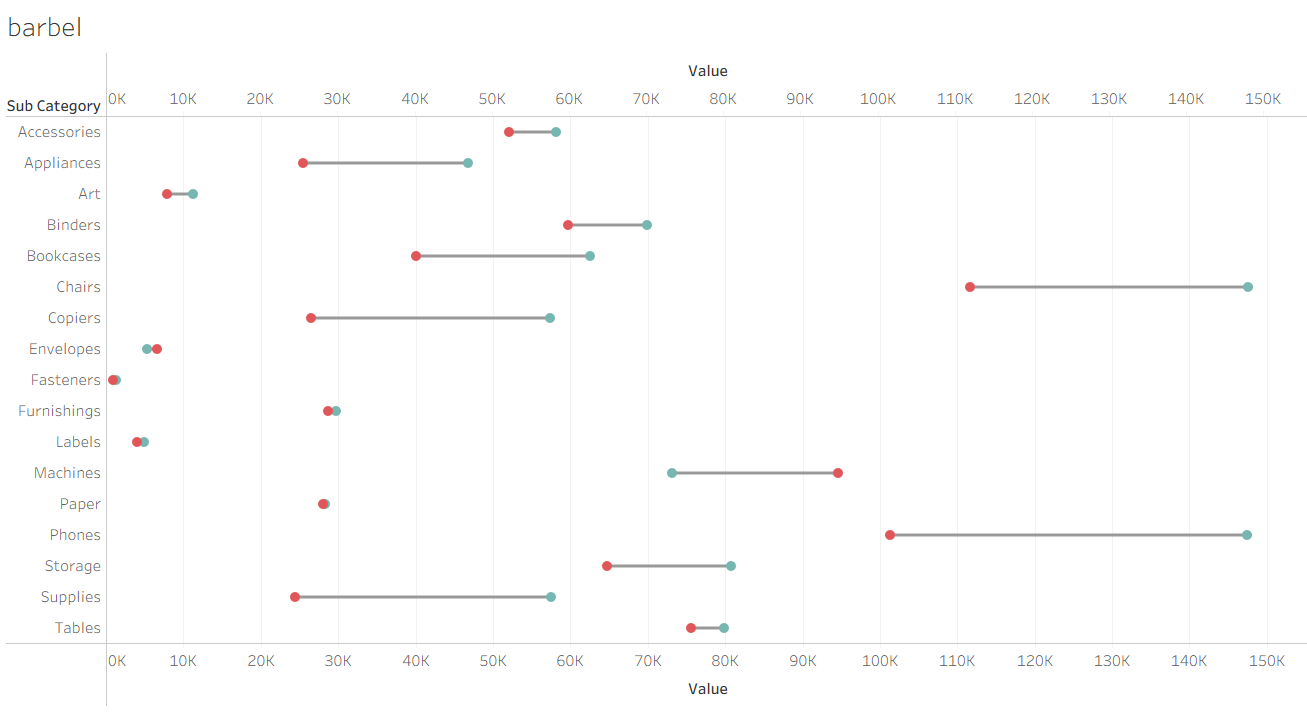 barbel
Value
Sub Category 0K 10K 20K 30K 40K 50K 60K 70K 80K 90K 100K 110K 120K 130K 140K 150K
Accessories
Appliances
Art
Binders
Bookcases
Chairs
Copiers
Envelopes
Fasteners
Furnishings
Labels
Machines
Paper
Phones
Storage
Supplies
Tables
0K 10K 20K 30K 40K 50K 60K 70K 80K 90K 100K 110K 120K 130K 140K 150K
Value